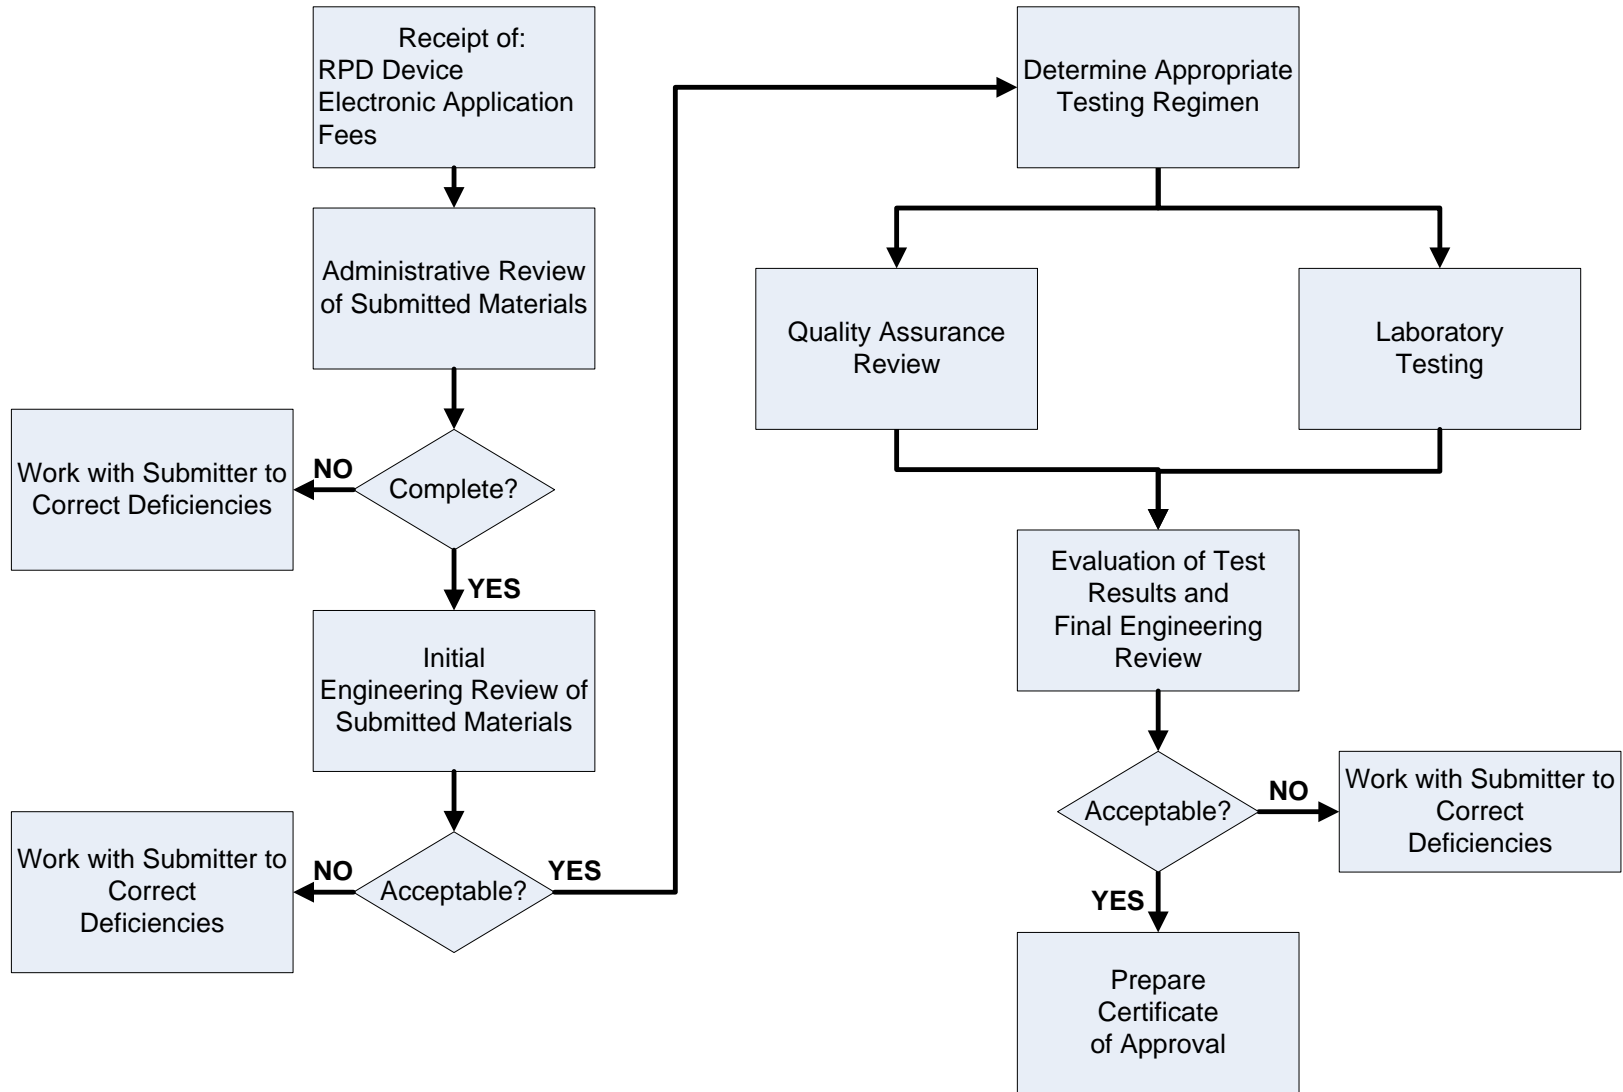 Receipt of:
RPD Device
Electronic Application
Fees
Administrative Review
of Submitted Materials
Complete?
NO
Work with Submitter to
Correct Deficiencies
YES
Initial
Engineering Review of
Submitted Materials
Acceptable?
NO
Work with Submitter to
Correct
Deficiencies
YES
Determine Appropriate
Testing Regimen
Quality Assurance
Review
Laboratory
Testing
Evaluation of Test
Results and
Final Engineering
Review
Acceptable?
NO
Work with Submitter to
Correct
Deficiencies
YES
Prepare
Certificate
of Approval